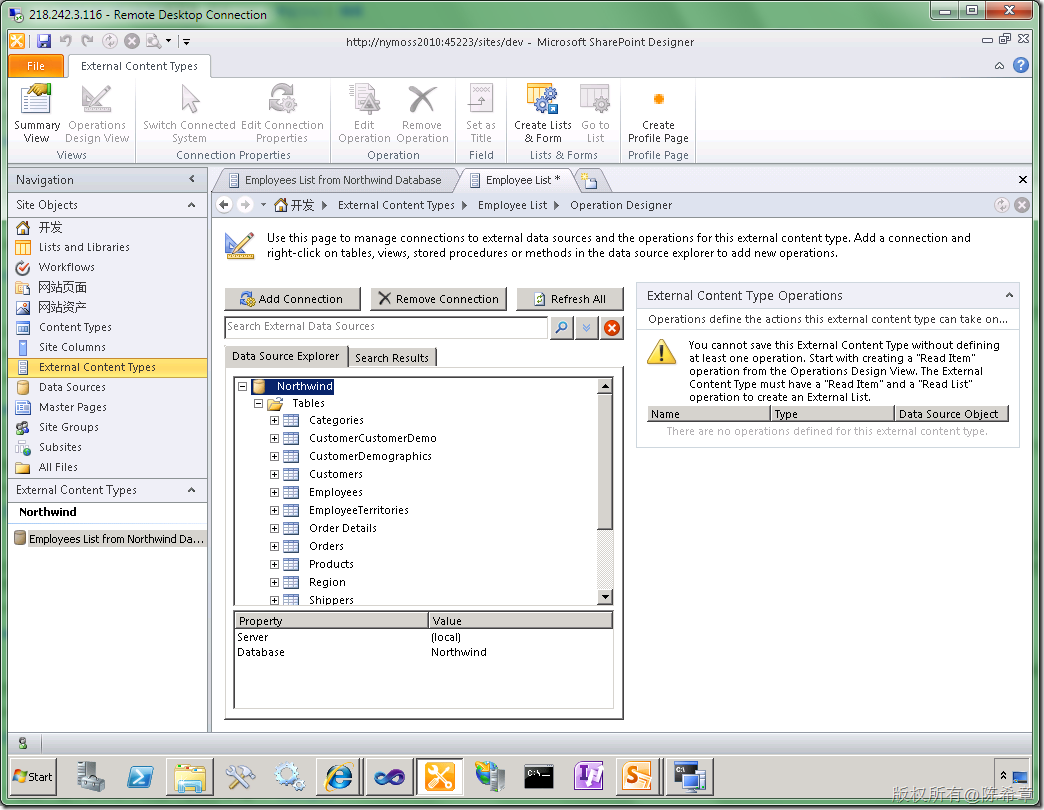 218.242.3.116 - Remote Desktop Connection
http://nymoss2010:45223/sites/dev - Microsoft SharePoint Designer
File
External Content Types
Summary View
Operations Design View
Views
Switch Connected System
Edit Connection Properties
Connection Properties
Edit Operation
Remove Operation
Operation
Set as Title
Field
Create Lists & Form
Go to List
Lists & Forms
Create Profile Page
Profile Page
Navigation
Employees List from Northwind Database
Employee List *
Site Objects
开发
Lists and Libraries
Workflows
网站页面
网站资产
Content Types
Site Columns
External Content Types
Data Sources
Master Pages
Site Groups
Subsites
All Files
External Content Types
Northwind
Employees List from Northwind Da...
开发 External Content Types Employee List Operation Designer
Use this page to manage connections to external data sources and the operations for this external content type. Add a connection and
right-click on tables, views, stored procedures or methods in the data source explorer to add new operations.
Add Connection
Remove Connection
Refresh All
Search External Data Sources
Data Source Explorer
Search Results
Northwind
Tables
Categories
CustomerCustomerDemo
CustomerDemographics
Customers
Employees
EmployeeTerritories
Order Details
Orders
Products
Region
Shippers
Property Value
Server (local)
Database Northwind
External Content Type Operations
Operations define the actions this external content type can take on...
You cannot save this External Content Type without defining
at least one operation. Start with creating a "Read Item"
operation from the Operations Design View. The External
Content Type must have a "Read Item" and a "Read List"
operation to create an External List.
Name Type Data Source Object
There are no operations defined for this external content type.
Start
版权所有@陈希章